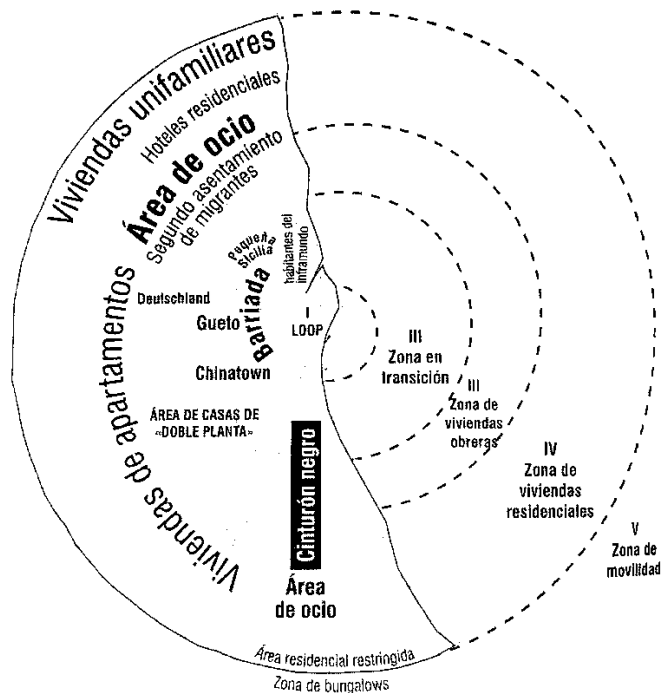 Viviendas unifamiliares
Hoteles residenciales
Área de ocio
Segundo asentamiento
de migrantes
Pequeña
Sicilia
habitantes del
inframundo
Viviendas de apartamentos
Deutschland
Gueto
Barriada
Chinatown
I
LOOP
ÁREA DE CASAS DE
«DOBLE PLANTA»
Cinturón negro
Área
de ocio
Área residencial restringida
Zona de bungalows
III
Zona en
transición
III
Zona de
viviendas
obreras
IV
Zona de
viviendas
residenciales
V
Zona de
movilidad